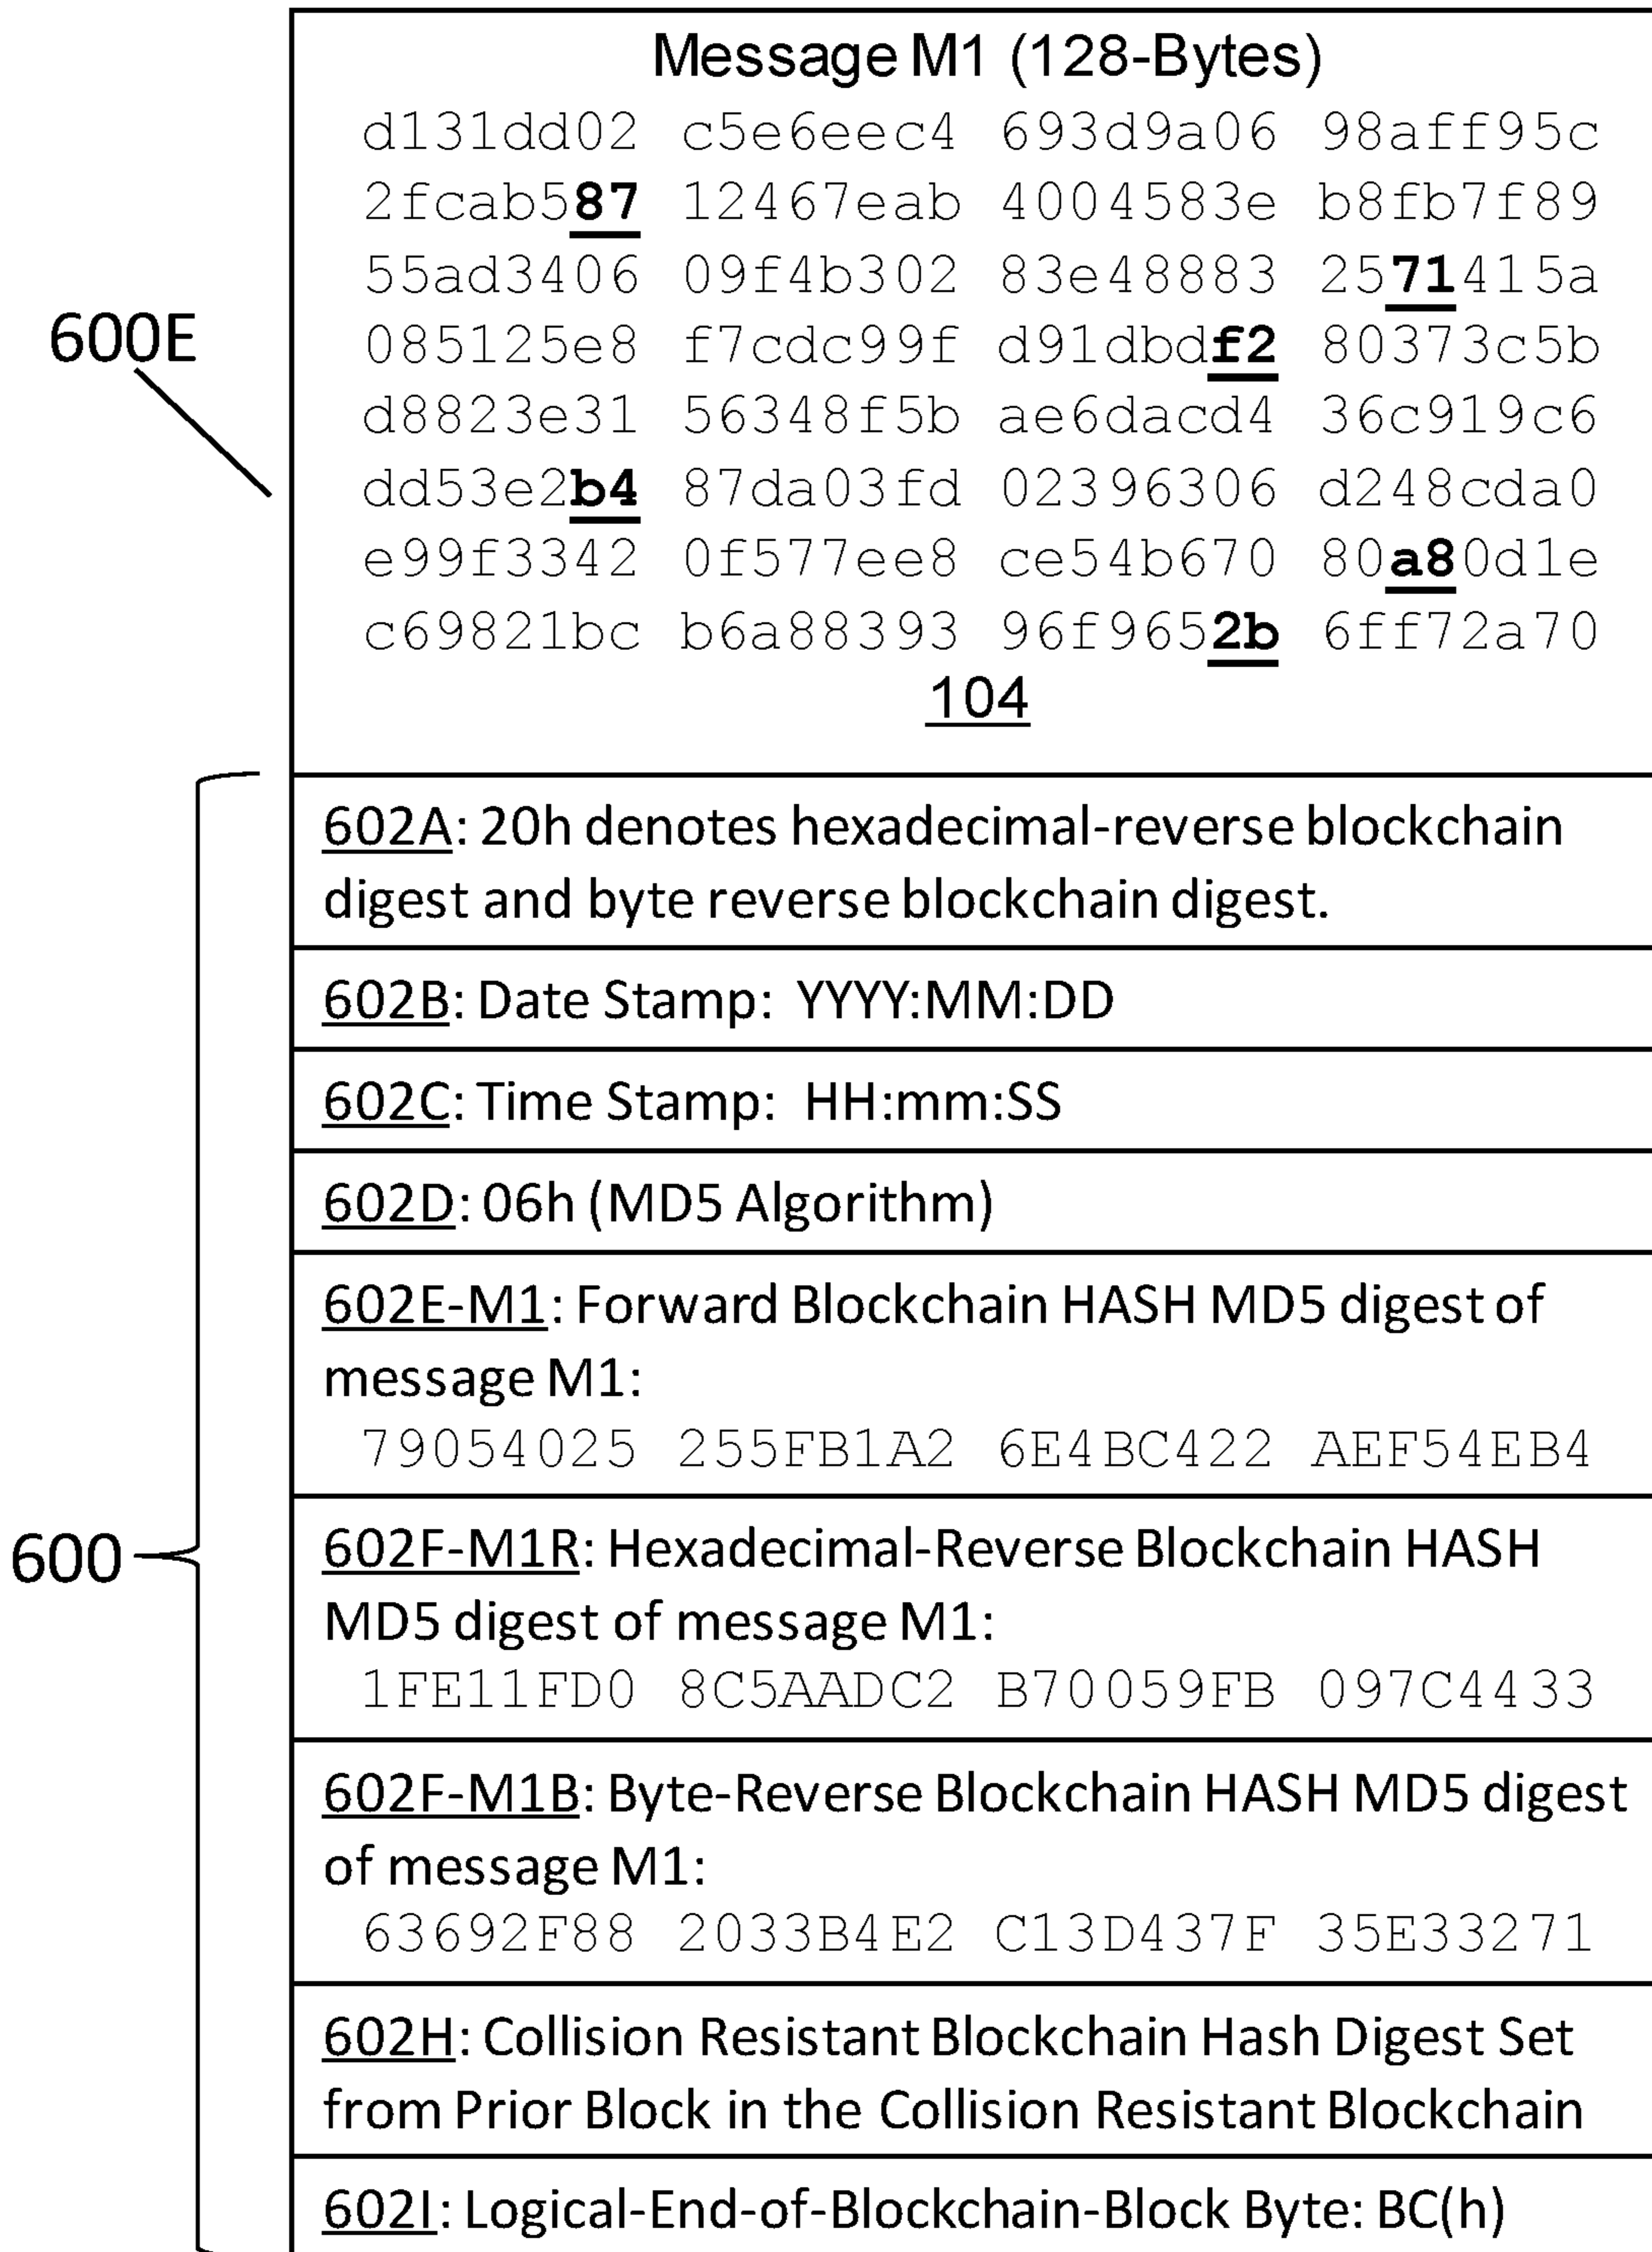 Message M1 (128-Bytes)
d131dd02 c5e6eec4 693d9a06 98aff95c
2fcab587 12467eab 4004583e b8fb7f89
55ad3406 09f4b302 83e48883 2571415a
600E
085125e8 f7cdc99f d91dbdf2 80373c5b
d8823e31 56348f5b ae6dacd4 36c919c6
dd53e2b4 87da03fd 02396306 d248cda0
e99f3342 0f577ee8 ce54b670 80a80d1e
c69821bc b6a88393 96f9652b 6ff72a70
104
602A: 20h denotes hexadecimal-reverse blockchain
digest and byte reverse blockchain digest.
602B: Date Stamp: YYYY:MM:DD
602C: Time Stamp: HH:mm:SS
602D: 06h (MD5 Algorithm)
602E-M1: Forward Blockchain HASH MD5 digest of
message M1:
79054025 255FB1A2 6E4BC422 AEF54EB4
600
602F-M1R: Hexadecimal-Reverse Blockchain HASH
MD5 digest of message M1:
1FE11FD0 8C5AADC2 B70059FB 097C4433
602F-M1B: Byte-Reverse Blockchain HASH MD5 digest
of message M1:
63692F88 2033B4E2 C13D437F 35E33271
602H: Collision Resistant Blockchain Hash Digest Set
from Prior Block in the Collision Resistant Blockchain
602I: Logical-End-of-Blockchain-Block Byte: BC(h)